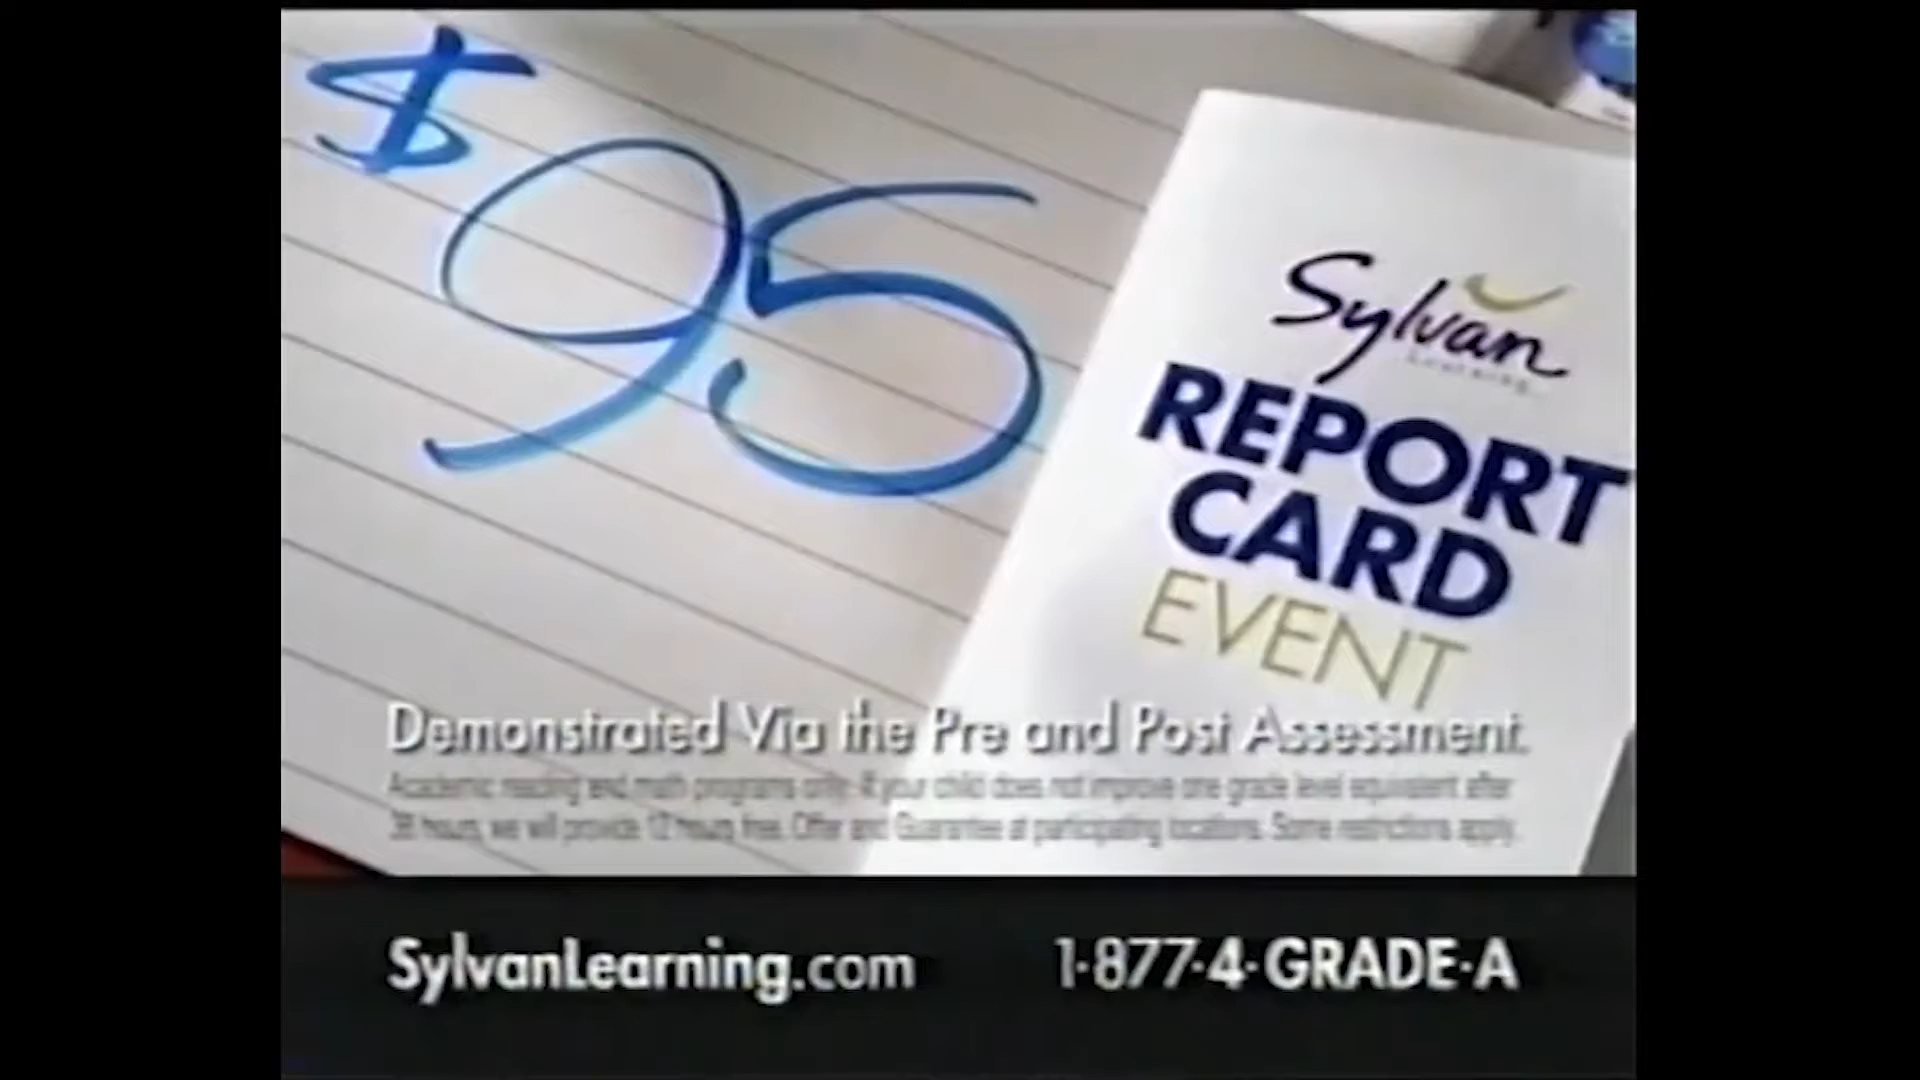 $95
Sylvan
Learning
REPORT
CARD
EVENT
Demonstrated Via the Pre and Post Assessment.
Academic reading and math programs only. If your child does not improve one grade level equivalent after
36 hours, we will provide 12 hours free. Offer and Guarantee at participating locations. Some restrictions apply.
SylvanLearning.com
1-877-4-GRADE-A